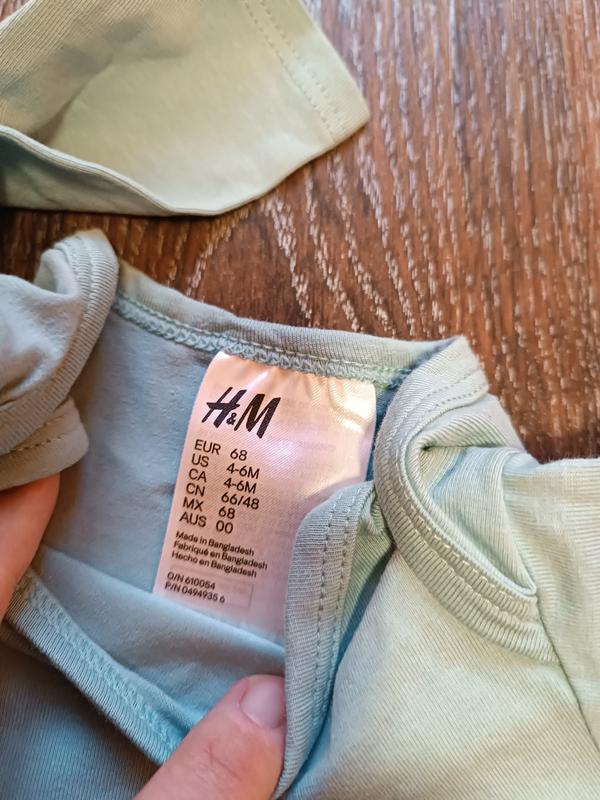 H&M
EUR 68
US 4-6M
CA 4-6M
CN 66/48
MX 68
AUS 00
Made in Bangladesh
Fabriqué en Bangladesh
Hecho en Bangladesh
O/N 610054
P/N 0494935 6